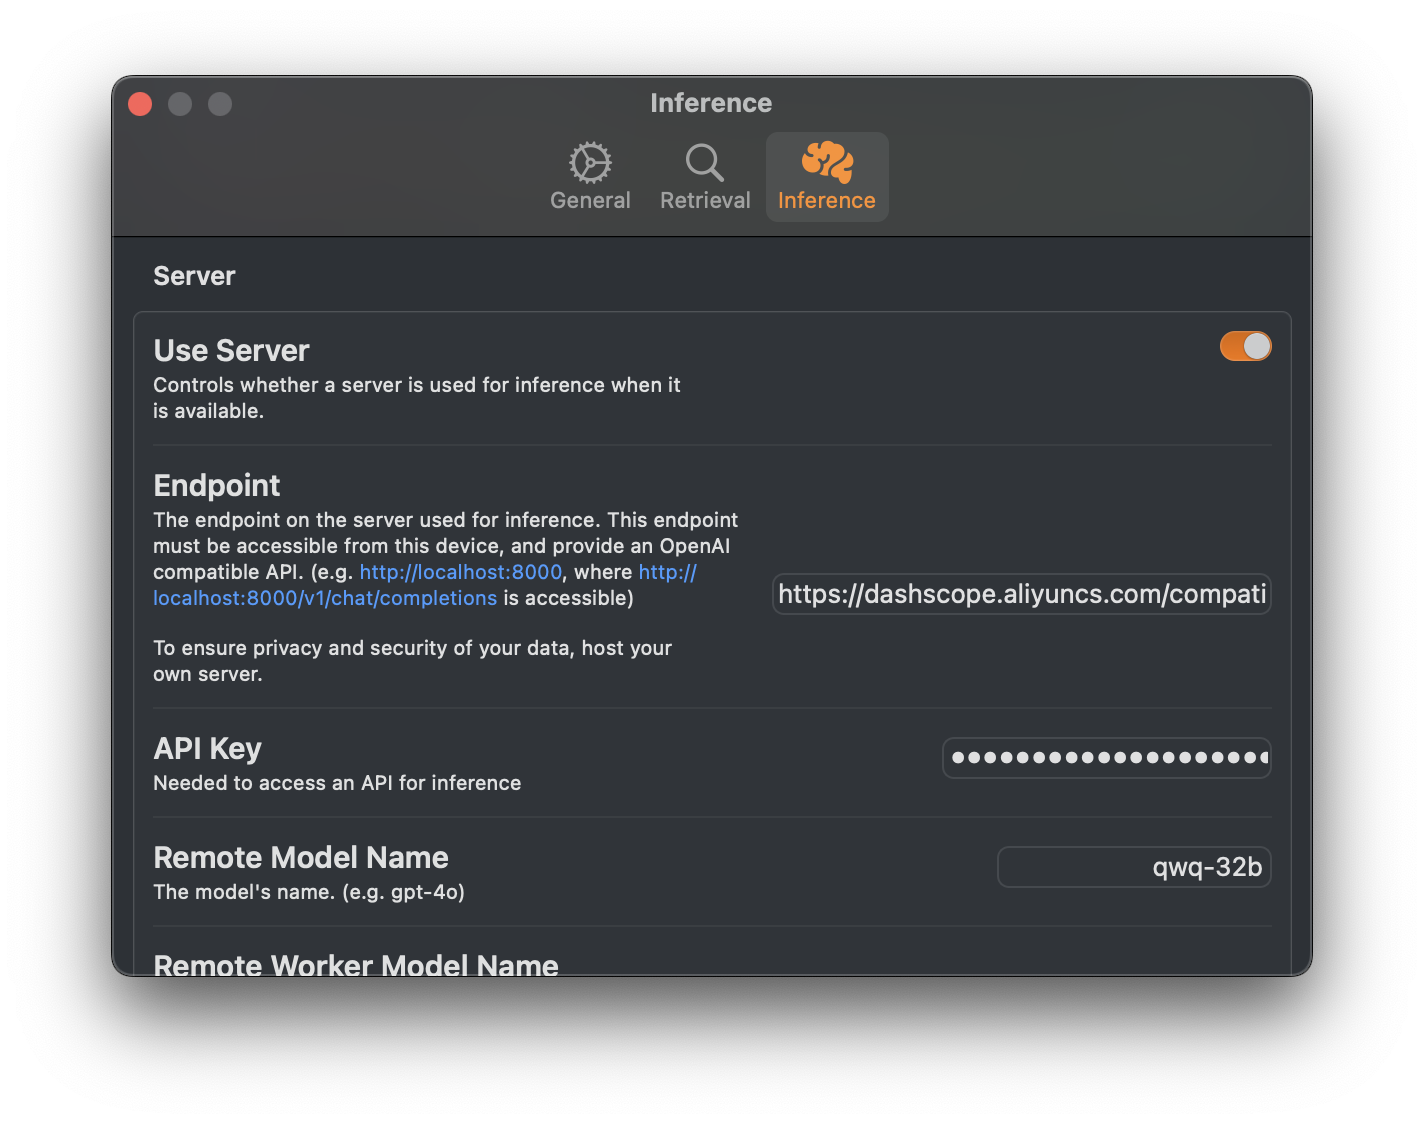 Inference
General
Retrieval
Inference
Server
Use Server
Controls whether a server is used for inference when it
is available.
Endpoint
The endpoint on the server used for inference. This endpoint
must be accessible from this device, and provide an OpenAI
compatible API. (e.g. http://localhost:8000, where http://
localhost:8000/v1/chat/completions is accessible)
https://dashscope.aliyuncs.com/compati
To ensure privacy and security of your data, host your
own server.
API Key
Needed to access an API for inference
Remote Model Name
The model's name. (e.g. gpt-4o)
qwq-32b
Remote Worker Model Name